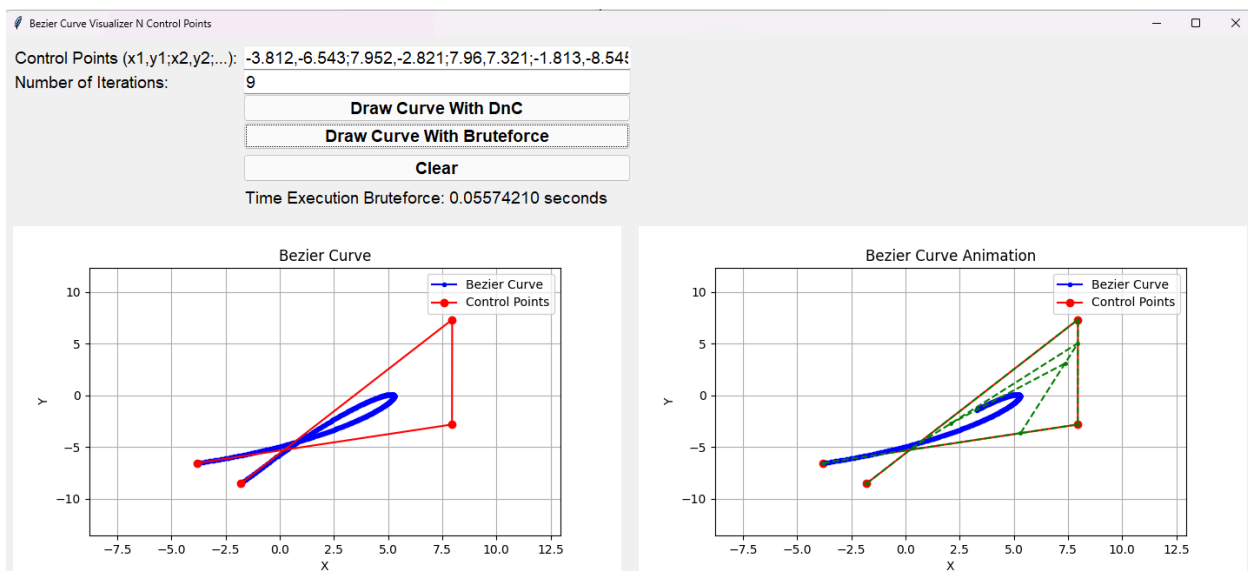 Bezier Curve Visualizer N Control Points
Control Points (x1,y1;x2,y2;...): -3.812,-6.543;7.952,-2.821;7.96,7.321;-1.813,-8.545
Number of Iterations: 9
Draw Curve With DnC
Draw Curve With Bruteforce
Clear
Time Execution Bruteforce: 0.05574210 seconds
Bezier Curve
Bezier Curve
Control Points
10
5
0
−5
−10
Y
−7.5 −5.0 −2.5 0.0 2.5 5.0 7.5 10.0 12.5
X
Bezier Curve Animation
Bezier Curve
Control Points
10
5
0
−5
−10
Y
−7.5 −5.0 −2.5 0.0 2.5 5.0 7.5 10.0 12.5
X